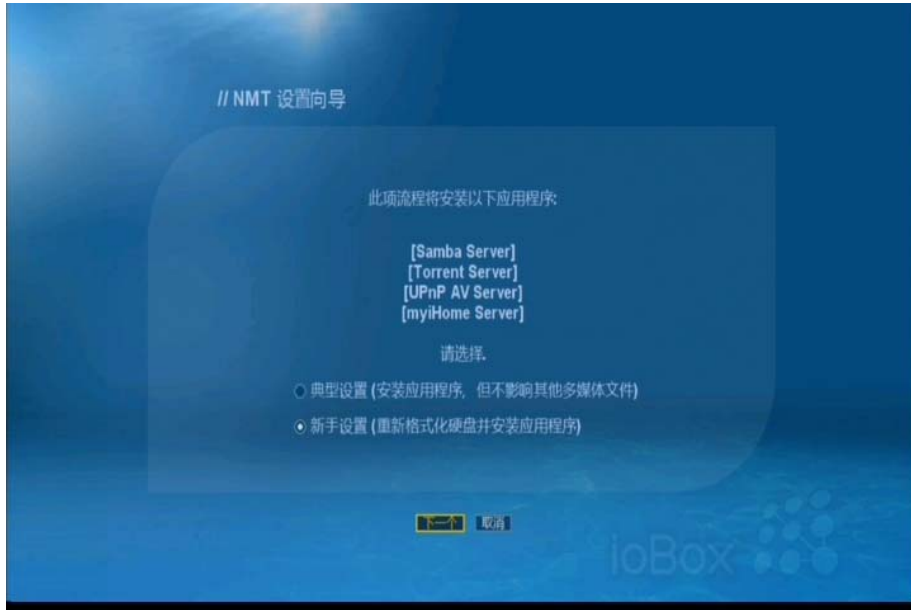 // NMT 设置向导
此项流程将安装以下应用程序:
[Samba Server]
[Torrent Server]
[UPnP AV Server]
[myiHome Server]
请选择.
典型设置 (安装应用程序, 但不影响其他多媒体文件)
新手设置 (重新格式化硬盘并安装应用程序)
下一个 取消
ioBox